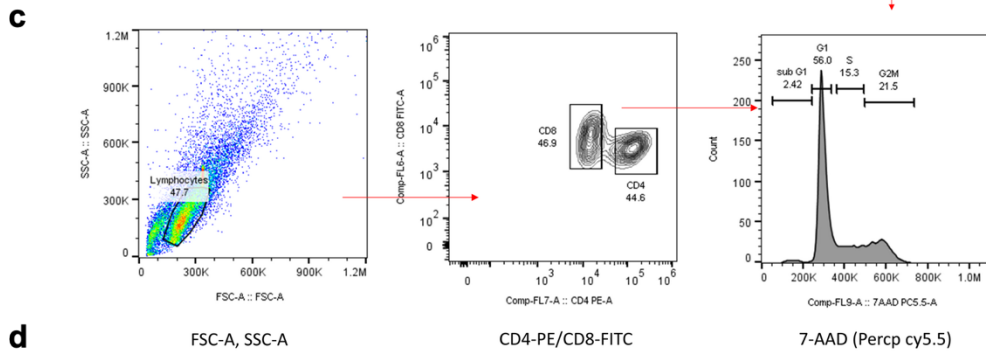 c
1.2M
900K
600K
300K
0
SSC-A :: SSC-A
Lymphocytes
47.7
0
300K
600K
900K
1.2M
FSC-A :: FSC-A
10^6
10^5
10^4
10^3
10^2
0
Comp-FL6-A :: CD8 FITC-A
CD8
46.9
CD4
44.6
0
10^3
10^4
10^5
10^6
Comp-FL7-A :: CD4 PE-A
250
200
150
100
50
0
Count
sub G1
2.42
G1
56.0
S
15.3
G2M
21.5
0
200K
400K
600K
800K
1.0M
Comp-FL9-A :: 7AAD PC5.5-A
d
FSC-A, SSC-A
CD4-PE/CD8-FITC
7-AAD (Percp cy5.5)